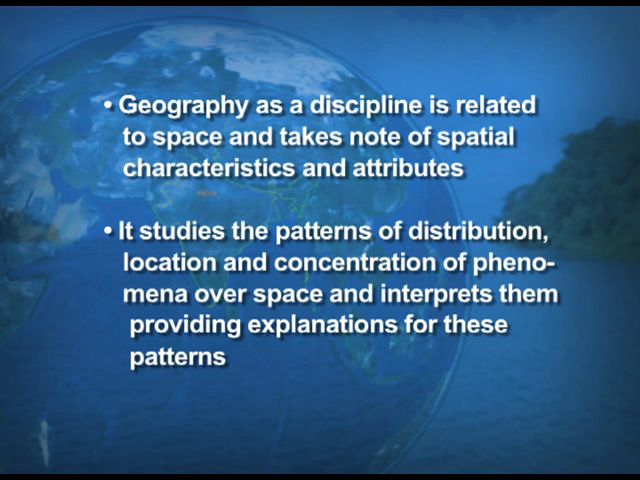 • Geography as a discipline is related
to space and takes note of spatial
characteristics and attributes
• It studies the patterns of distribution,
location and concentration of pheno-
mena over space and interprets them
providing explanations for these
patterns